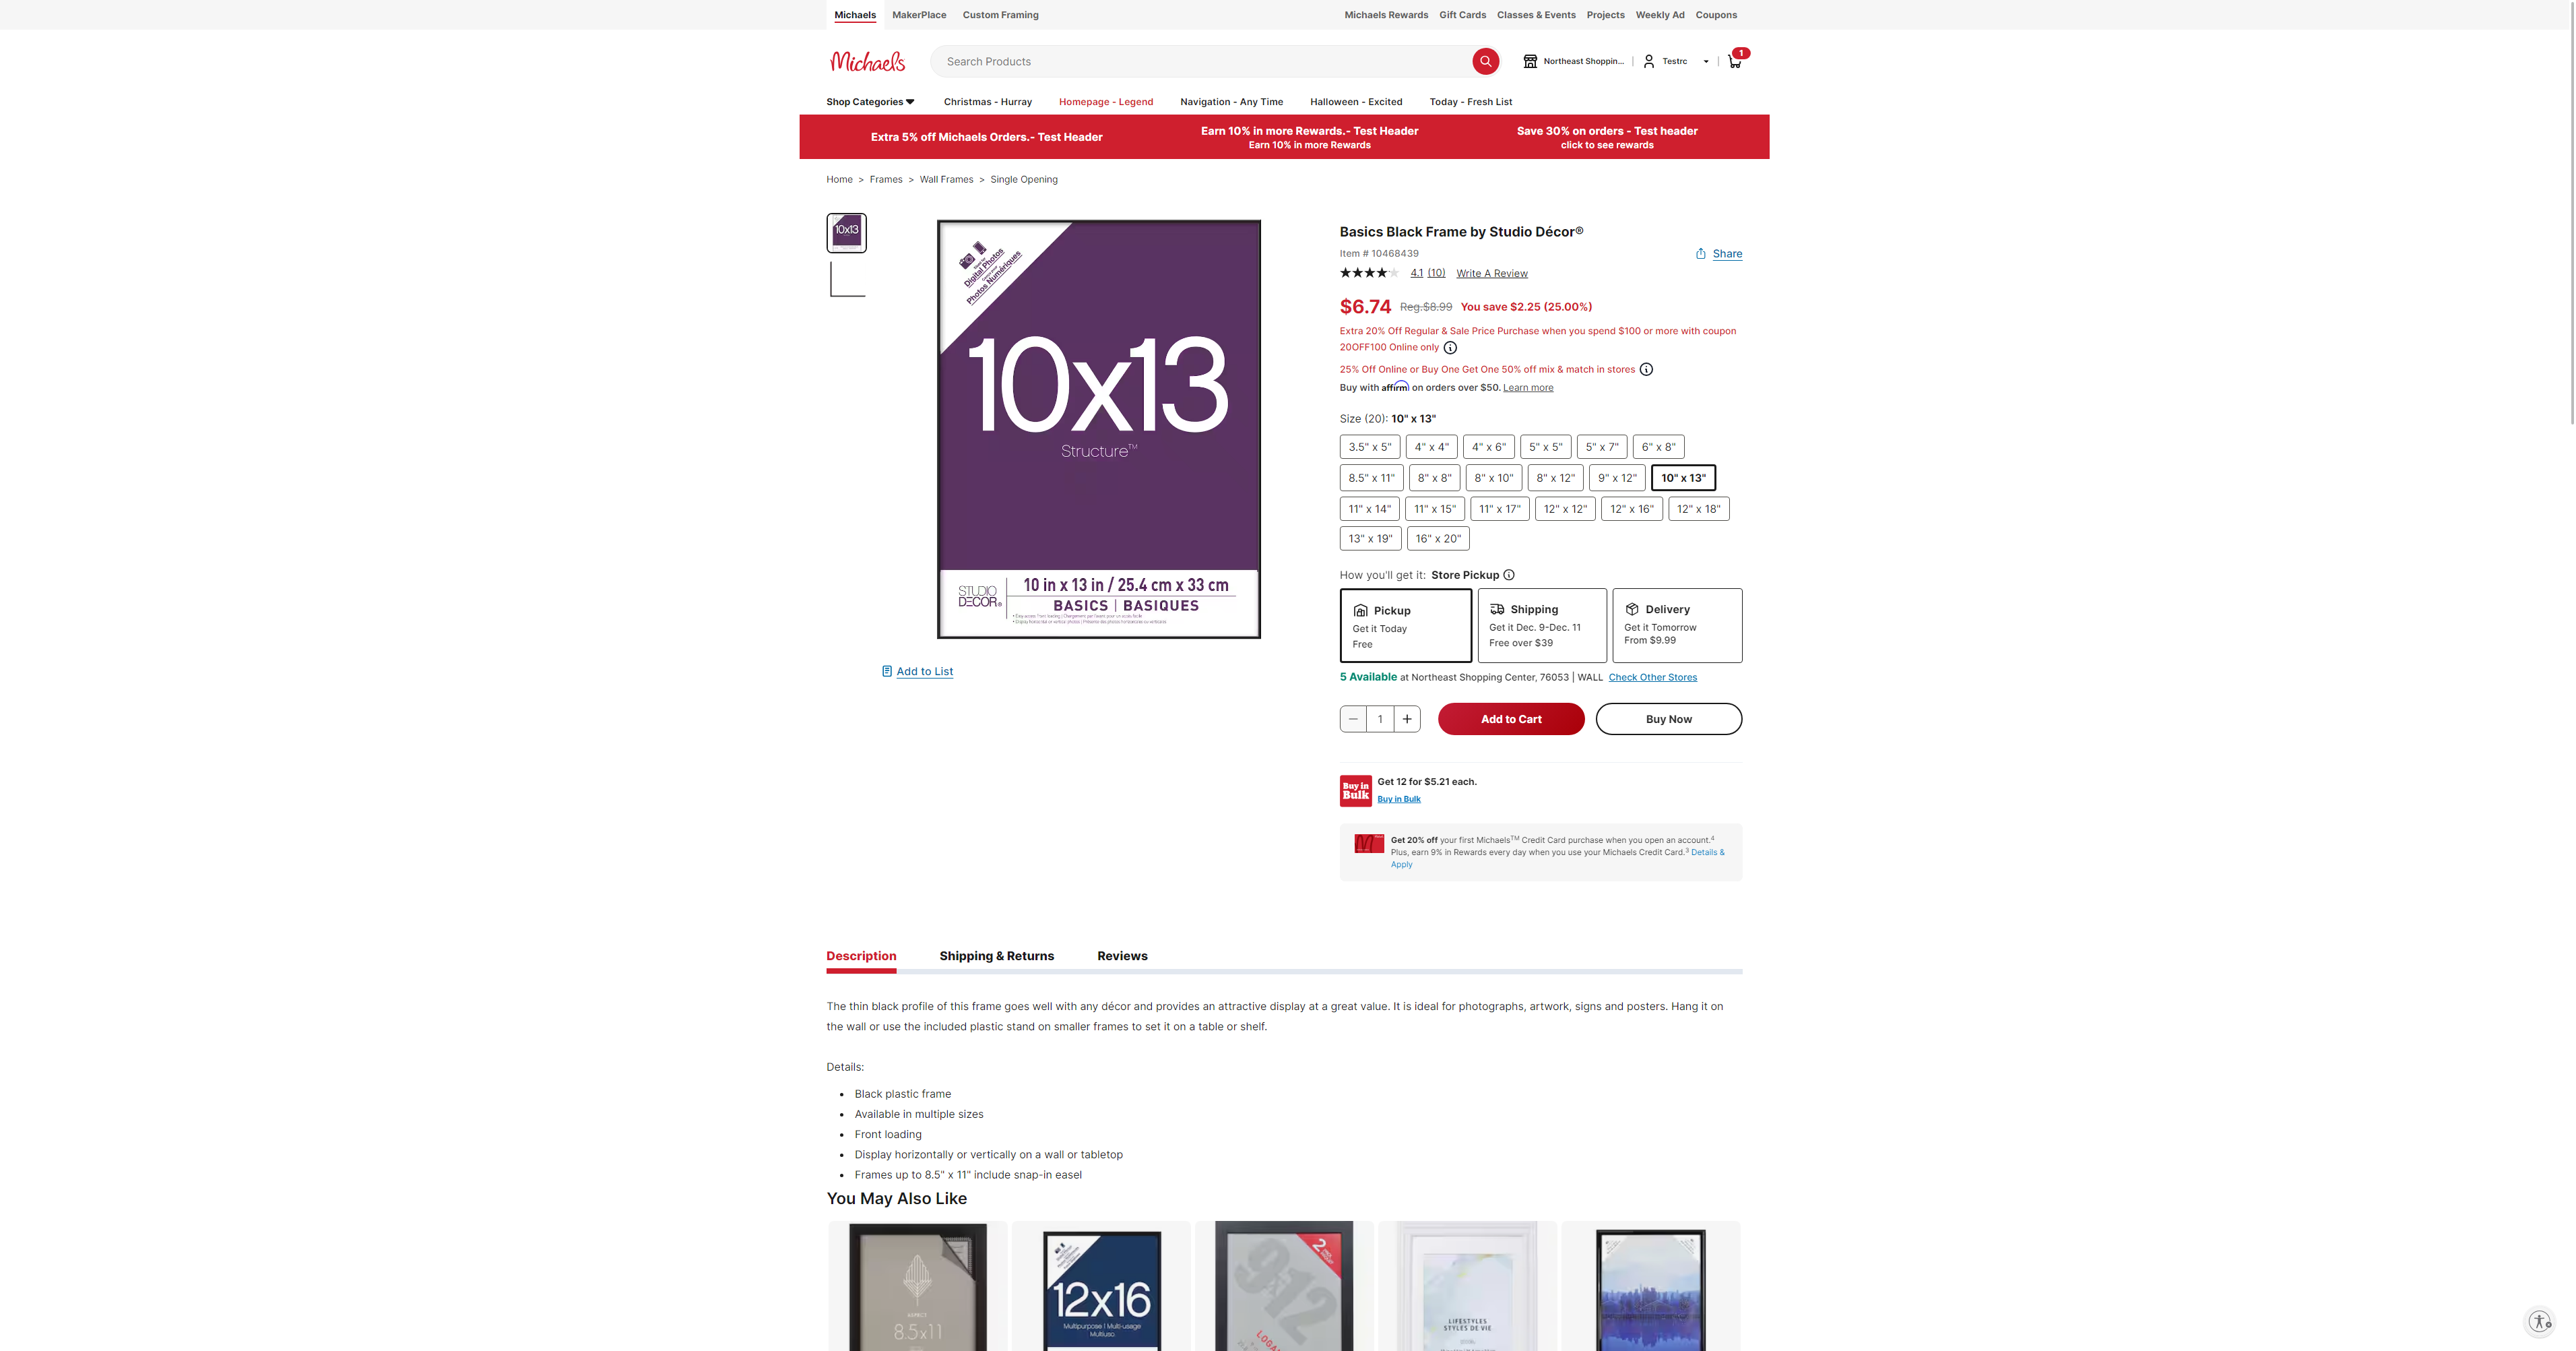 Michaels MakerPlace Custom Framing Michaels Rewards Gift Cards Classes & Events Projects Weekly Ad Coupons
Michaels Search Products Northeast Shoppin... | Testrc | 1
Shop Categories Christmas - Hurray Homepage - Legend Navigation - Any Time Halloween - Excited Today - Fresh List
Extra 5% off Michaels Orders.- Test Header
Earn 10% in more Rewards.- Test Header
Earn 10% in more Rewards
Save 30% on orders - Test header
click to see rewards
Home > Frames > Wall Frames > Single Opening
10x13
Digital Photos
Photos Numériques
10x13
Structure™
STUDIO
DÉCOR®
10 in x 13 in / 25.4 cm x 33 cm
BASICS | BASIQUES
Add to List
Basics Black Frame by Studio Décor®
Item # 10468439
Share
4.1 (10) Write A Review
$6.74 Reg.$8.99 You save $2.25 (25.00%)
Extra 20% Off Regular & Sale Price Purchase when you spend $100 or more with coupon
20OFF100 Online only
25% Off Online or Buy One Get One 50% off mix & match in stores
Buy with affirm on orders over $50. Learn more
Size (20): 10" x 13"
3.5" x 5" 4" x 4" 4" x 6" 5" x 5" 5" x 7" 6" x 8"
8.5" x 11" 8" x 8" 8" x 10" 8" x 12" 9" x 12" 10" x 13"
11" x 14" 11" x 15" 11" x 17" 12" x 12" 12" x 16" 12" x 18"
13" x 19" 16" x 20"
How you'll get it: Store Pickup
Pickup
Get it Today
Free
Shipping
Get it Dec. 9-Dec. 11
Free over $39
Delivery
Get it Tomorrow
From $9.99
5 Available at Northeast Shopping Center, 76053 | WALL Check Other Stores
1 Add to Cart Buy Now
Buy in
Bulk
Get 12 for $5.21 each.
Buy in Bulk
Get 20% off your first Michaels™ Credit Card purchase when you open an account.⁴
Plus, earn 9% in Rewards every day when you use your Michaels Credit Card.³ Details &
Apply
Description Shipping & Returns Reviews
The thin black profile of this frame goes well with any décor and provides an attractive display at a great value. It is ideal for photographs, artwork, signs and posters. Hang it on
the wall or use the included plastic stand on smaller frames to set it on a table or shelf.
Details:
• Black plastic frame
• Available in multiple sizes
• Front loading
• Display horizontally or vertically on a wall or tabletop
• Frames up to 8.5" x 11" include snap-in easel
You May Also Like
8.5x11
12x16
Multipurpose | Multi-usage
Multiuso
2
9x12
LIFESTYLES
STYLES DE VIE